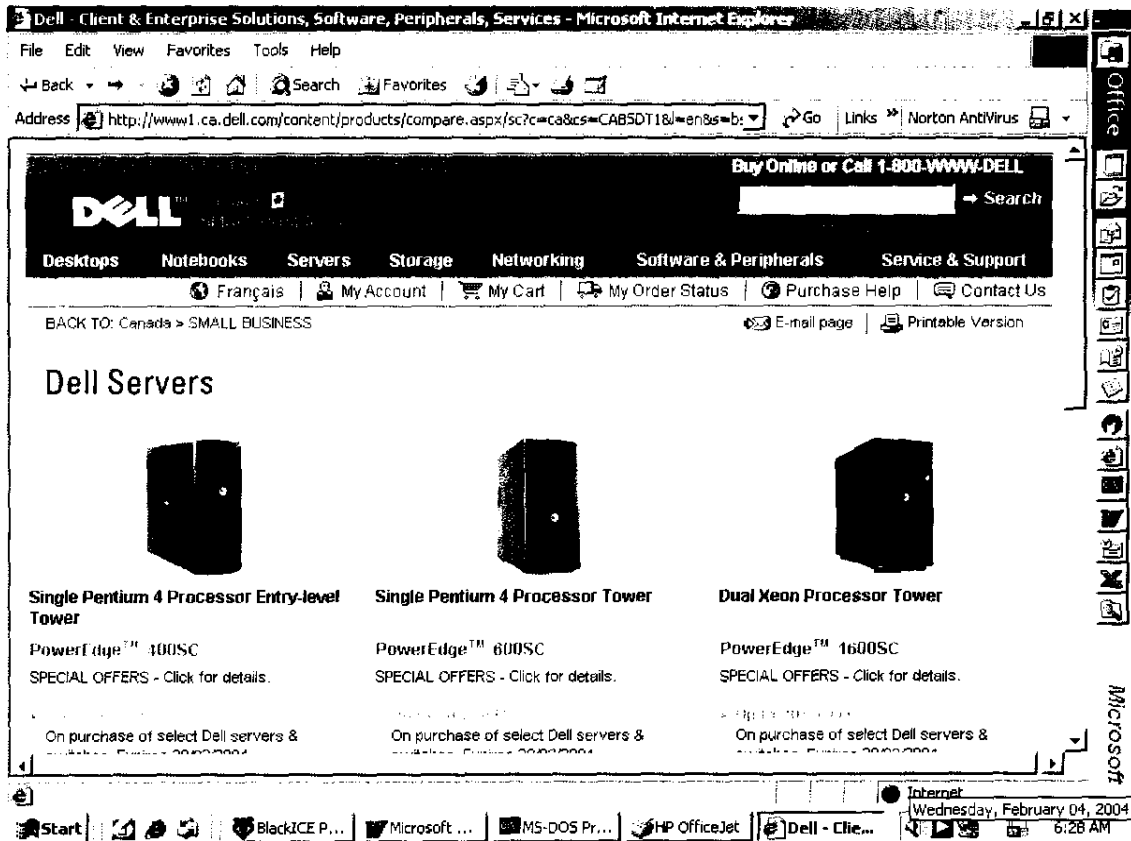 Dell - Client & Enterprise Solutions, Software, Peripherals, Services - Microsoft Internet Explorer
File Edit View Favorites Tools Help
Back Search Favorites
Address http://www1.ca.dell.com/content/products/compare.aspx/sc?c=ca&cs=CABSDT1&l=en&s=b: Go Links » Norton AntiVirus
Office
Buy Online or Call 1-800-WWW-DELL
DELL™
Search
Desktops Notebooks Servers Storage Networking Software & Peripherals Service & Support
Français | My Account | My Cart | My Order Status | Purchase Help | Contact Us
BACK TO: Canada > SMALL BUSINESS E-mail page | Printable Version
Dell Servers
Single Pentium 4 Processor Entry-level Tower
PowerEdge™ 400SC
SPECIAL OFFERS - Click for details.
On purchase of select Dell servers &
Single Pentium 4 Processor Tower
PowerEdge™ 600SC
SPECIAL OFFERS - Click for details.
On purchase of select Dell servers &
Dual Xeon Processor Tower
PowerEdge™ 1600SC
SPECIAL OFFERS - Click for details.
On purchase of select Dell servers &
Microsoft
Internet
Wednesday, February 04, 2004
Start BlackICE P... Microsoft ... MS-DOS Pr... HP OfficeJet Dell - Clie... 6:28 AM